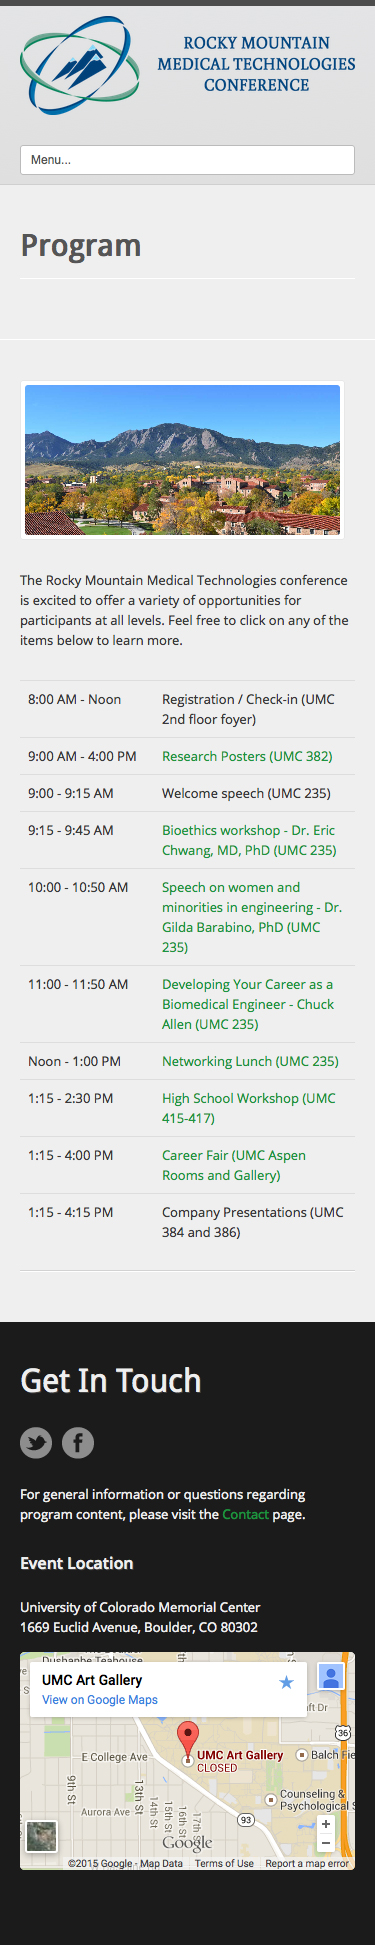 ROCKY MOUNTAIN
MEDICAL TECHNOLOGIES
CONFERENCE
Menu...
Program
The Rocky Mountain Medical Technologies conference
is excited to offer a variety of opportunities for
participants at all levels. Feel free to click on any of the
items below to learn more.
8:00 AM - Noon
Registration / Check-in (UMC
2nd floor foyer)
9:00 AM - 4:00 PM
Research Posters (UMC 382)
9:00 - 9:15 AM
Welcome speech (UMC 235)
9:15 - 9:45 AM
Bioethics workshop - Dr. Eric
Chwang, MD, PhD (UMC 235)
10:00 - 10:50 AM
Speech on women and
minorities in engineering - Dr.
Gilda Barabino, PhD (UMC
235)
11:00 - 11:50 AM
Developing Your Career as a
Biomedical Engineer - Chuck
Allen (UMC 235)
Noon - 1:00 PM
Networking Lunch (UMC 235)
1:15 - 2:30 PM
High School Workshop (UMC
415-417)
1:15 - 4:00 PM
Career Fair (UMC Aspen
Rooms and Gallery)
1:15 - 4:15 PM
Company Presentations (UMC
384 and 386)
Get In Touch
For general information or questions regarding
program content, please visit the Contact page.
Event Location
University of Colorado Memorial Center
1669 Euclid Avenue, Boulder, CO 80302
Dushanbe Teahouse
UMC Art Gallery
View on Google Maps
ft Dr
36
UMC Art Gallery
CLOSED
Balch Fie
E College Ave
9th St
13th St
14th St
15th St
16th St
17th St
Aurora Ave
Counseling &
Psychological S
93
Google
+
−
©2015 Google - Map Data
Terms of Use
Report a map error